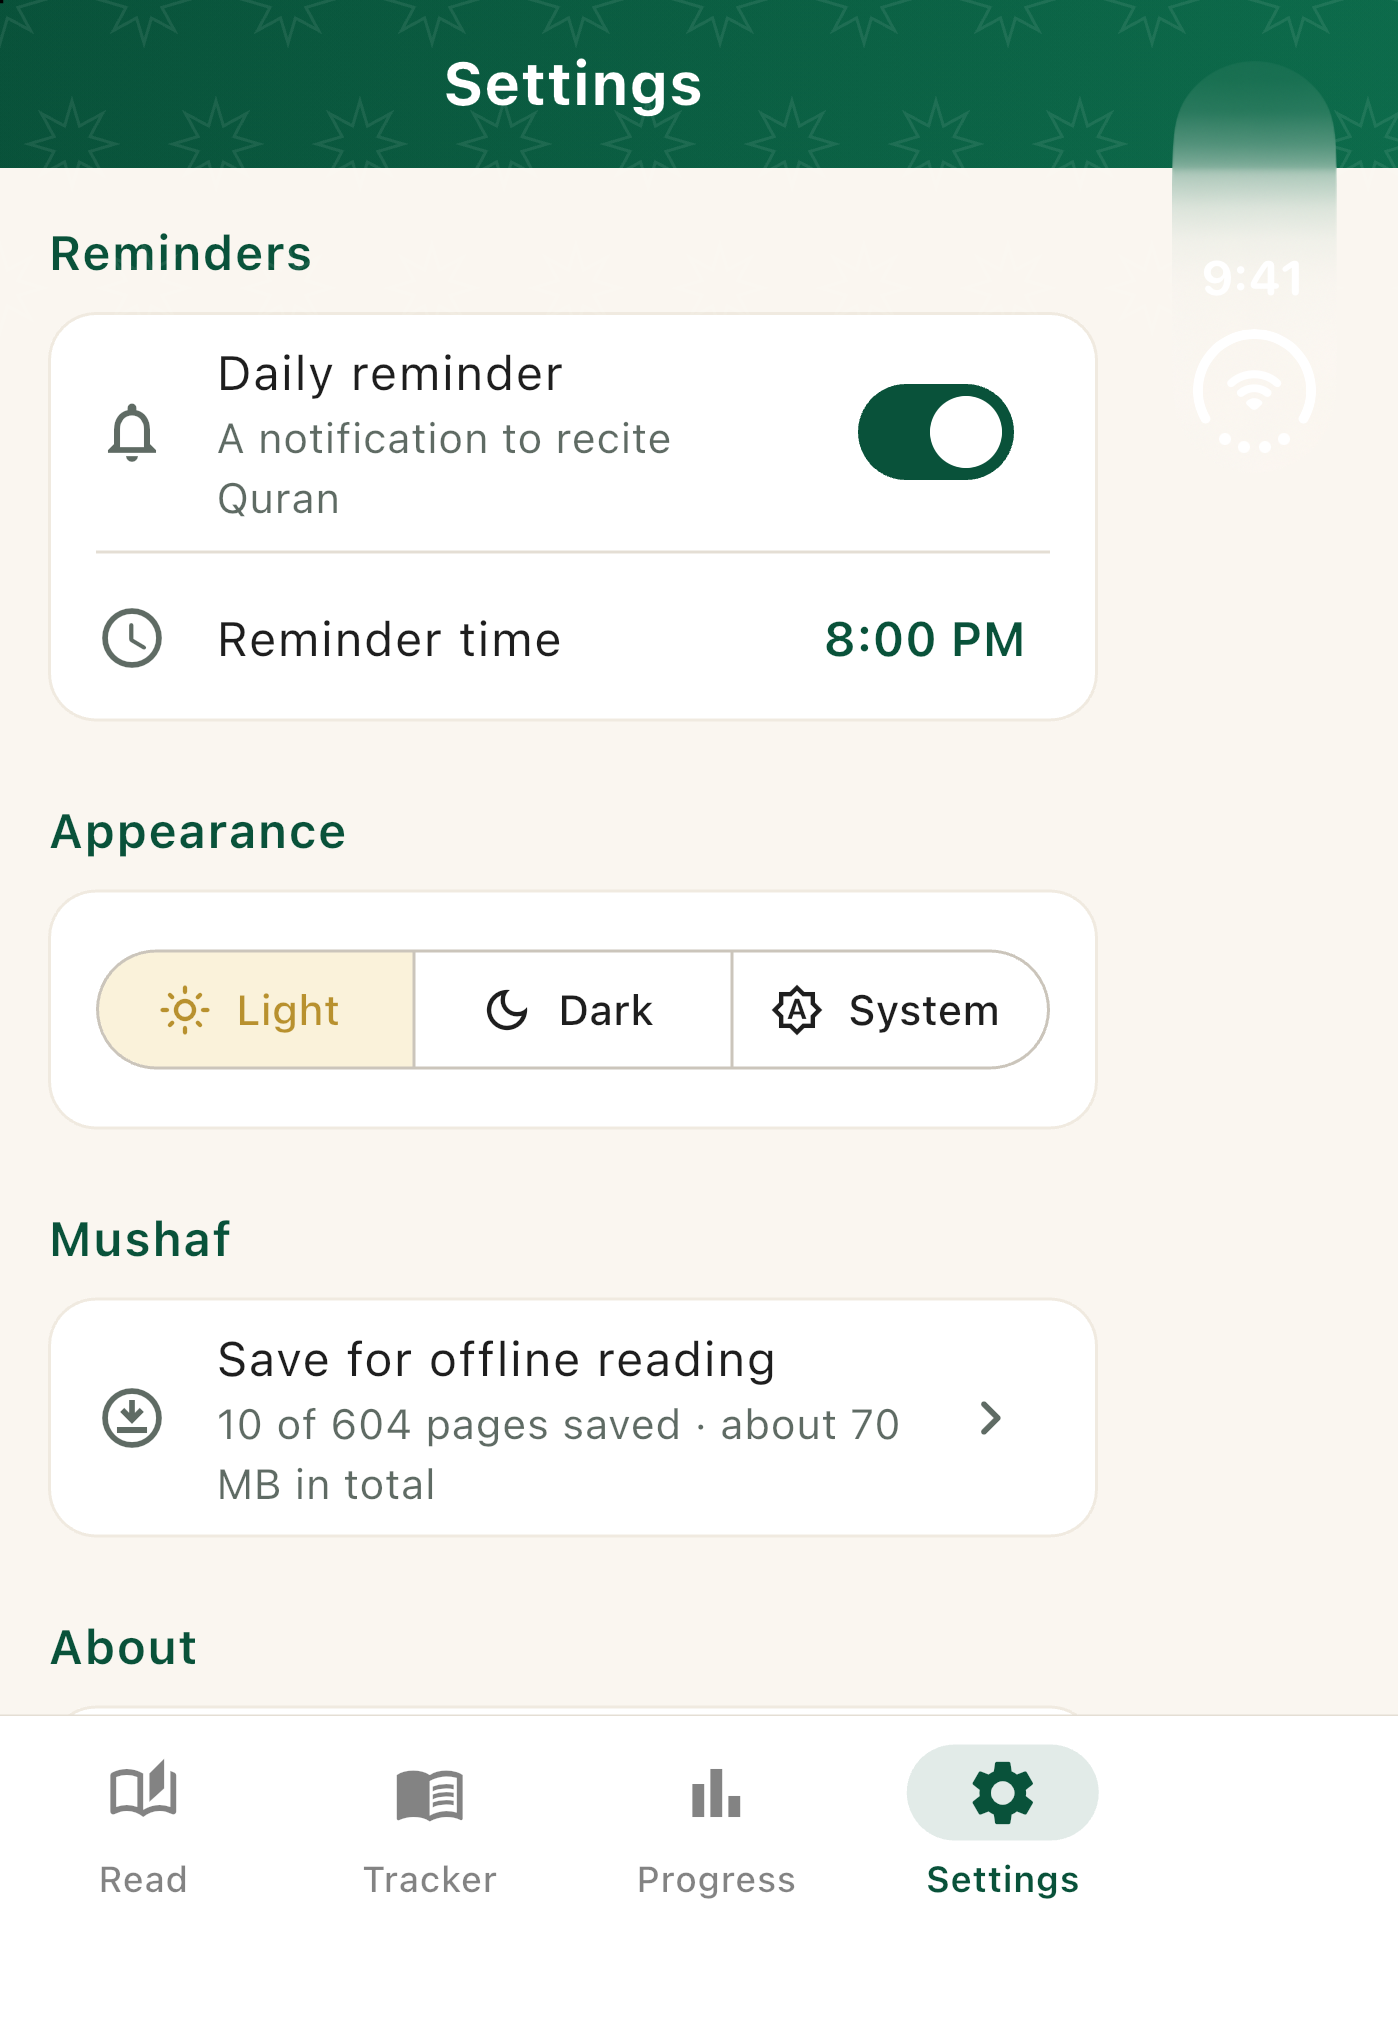 Settings
9:41
Reminders
Daily reminder
A notification to recite
Quran
Reminder time 8:00 PM
Appearance
Light Dark A System
Mushaf
Save for offline reading
10 of 604 pages saved · about 70
MB in total
About
Read Tracker Progress Settings